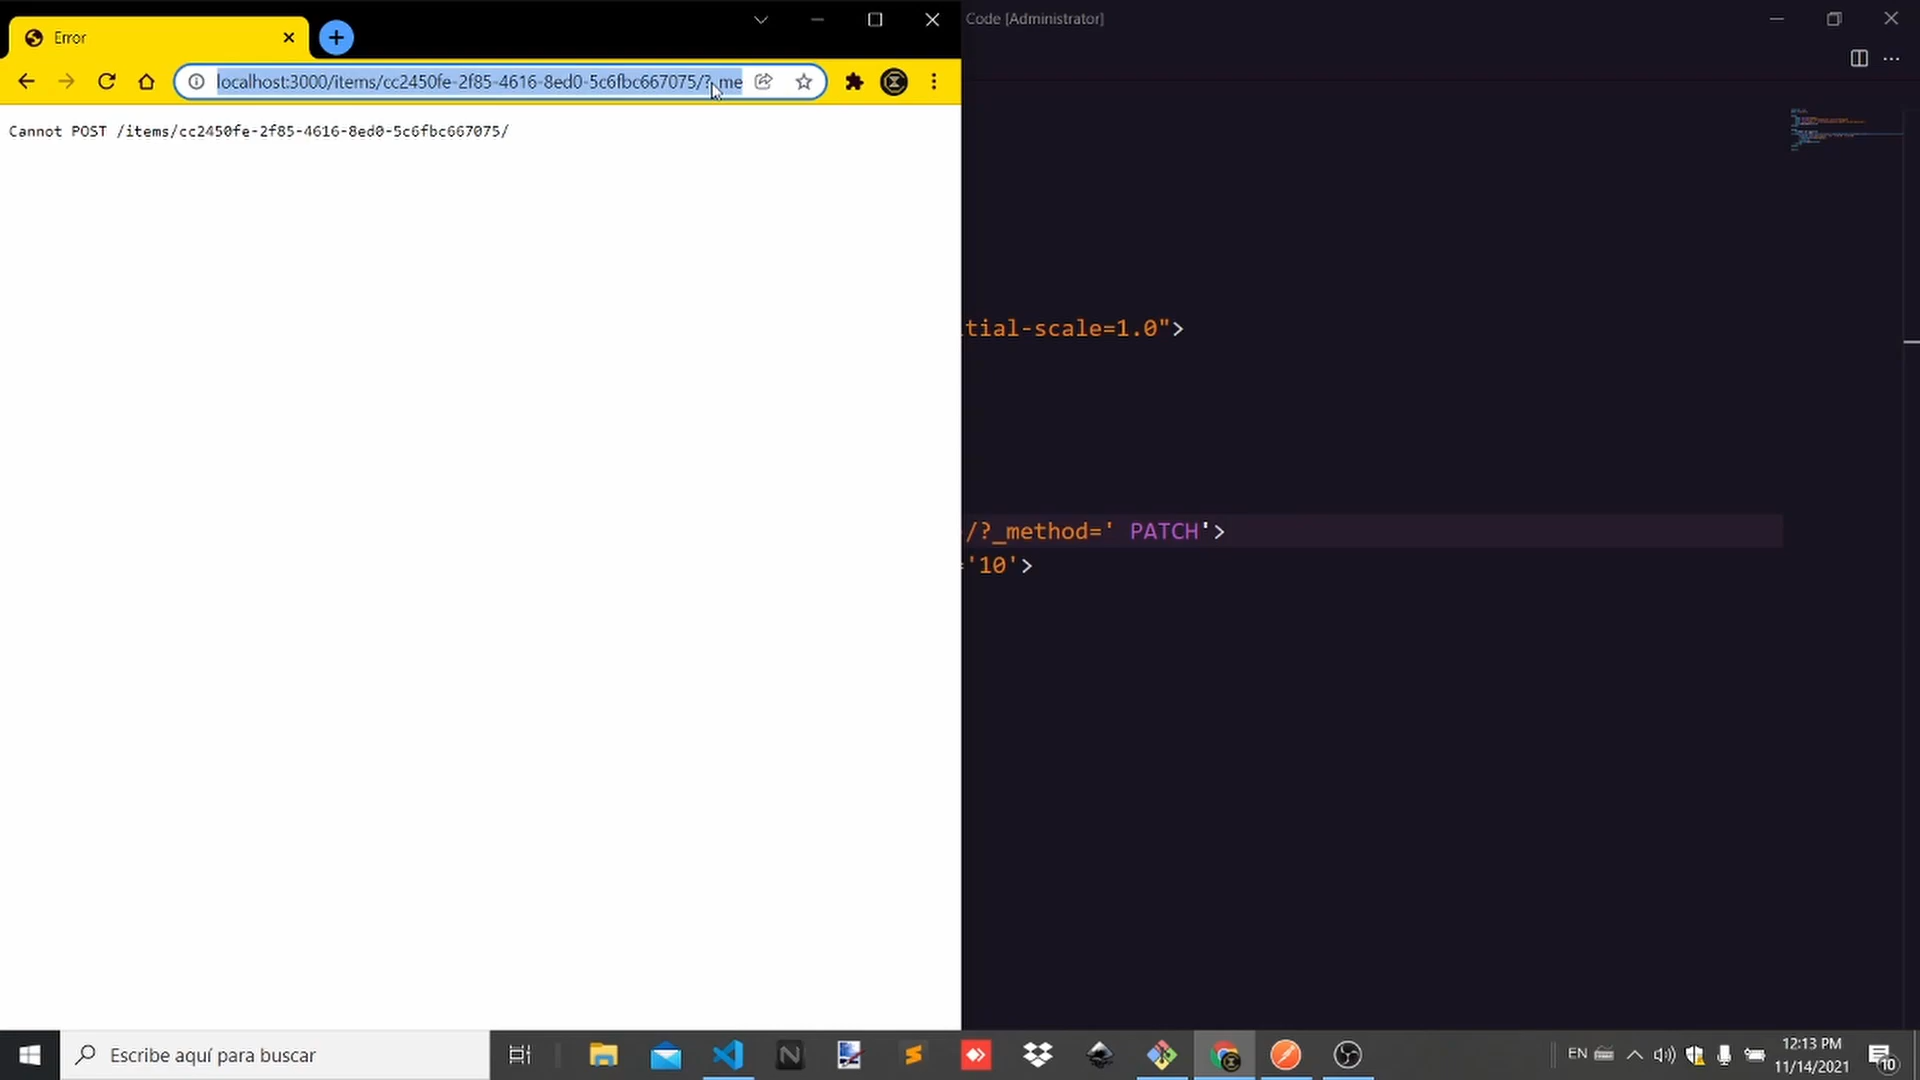 Error
Code [Administrator]
localhost:3000/items/cc2450fe-2f85-4616-8ed0-5c6fbc667075/?_me
Cannot POST /items/cc2450fe-2f85-4616-8ed0-5c6fbc667075/
tial-scale=1.0">
/?_method=' PATCH'>
'10'>
Escribe aquí para buscar
EN
12:13 PM
11/14/2021
10